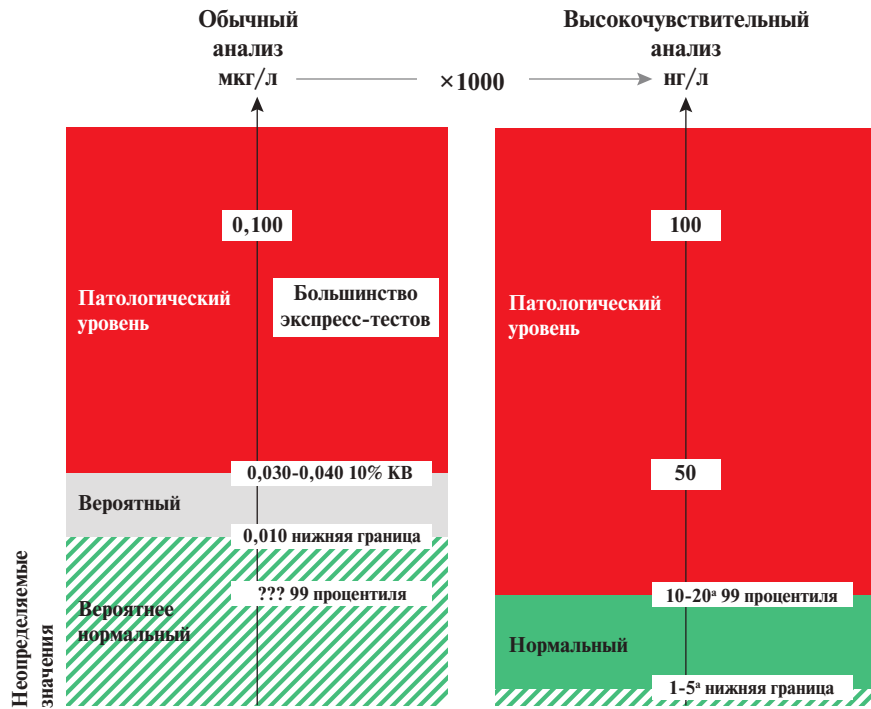 Обычный
анализ
мкг/л
×1000
Высокочувствительный
анализ
нг/л
0,100
Патологический
уровень
Большинство
экспресс-тестов
0,030-0,040 10% КВ
Вероятный
0,010 нижняя граница
??? 99 процентиля
Вероятнее
нормальный
Неопределяемые
значения
100
Патологический
уровень
50
10-20ª 99 процентиля
Нормальный
1-5ª нижняя граница